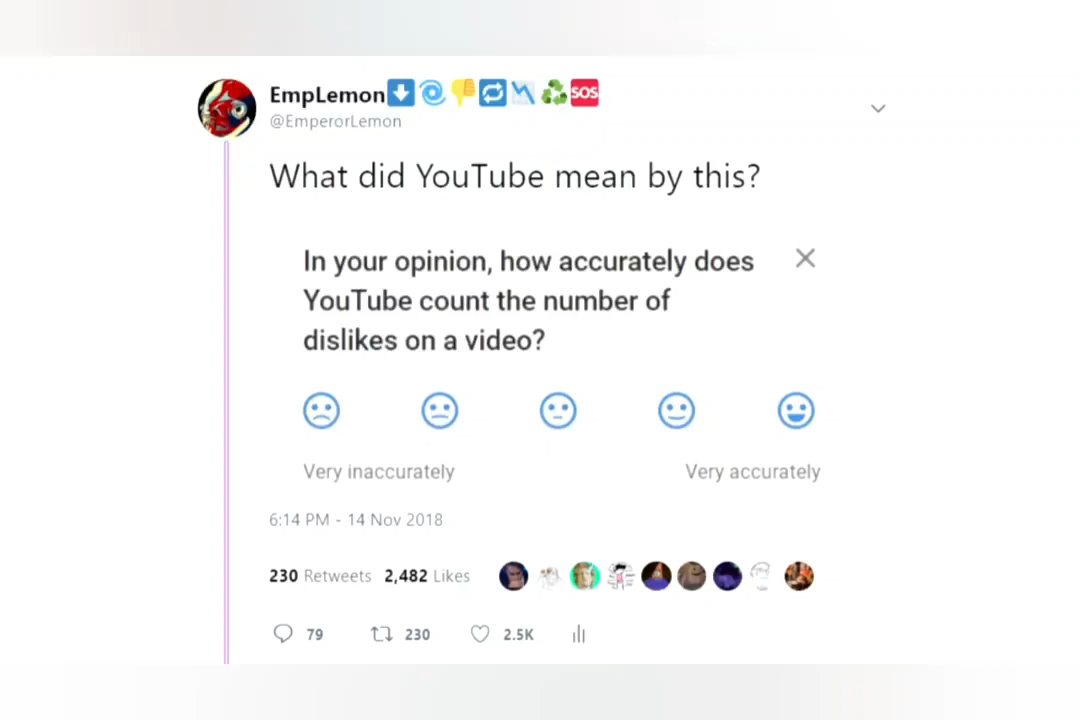 EmpLemon⬇️🌀👎🔁📉♻️🆘
@EmperorLemon
What did YouTube mean by this?
In your opinion, how accurately does
YouTube count the number of
dislikes on a video?
Very inaccurately Very accurately
6:14 PM - 14 Nov 2018
230 Retweets 2,482 Likes
79 230 2.5K